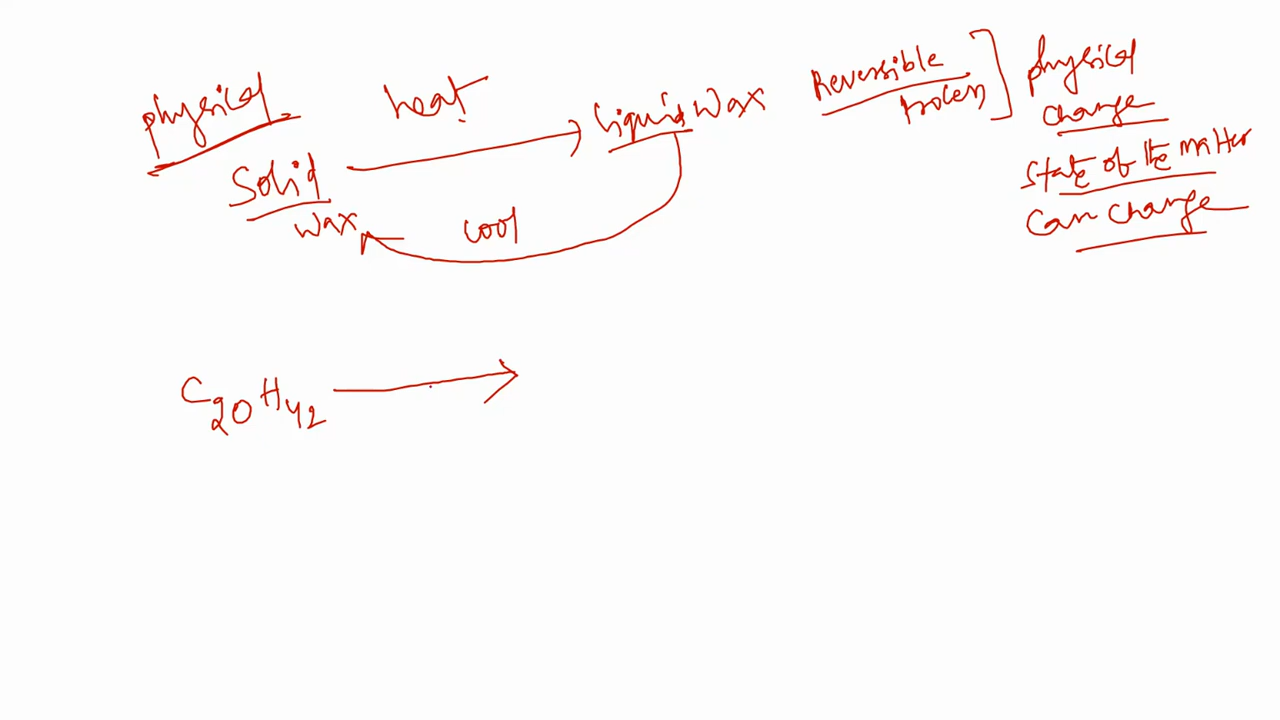 physical
heat
Solid
wax
liquid wax
cool
Reversible
Process
physical
change
State of the matter
Can change
C20H42